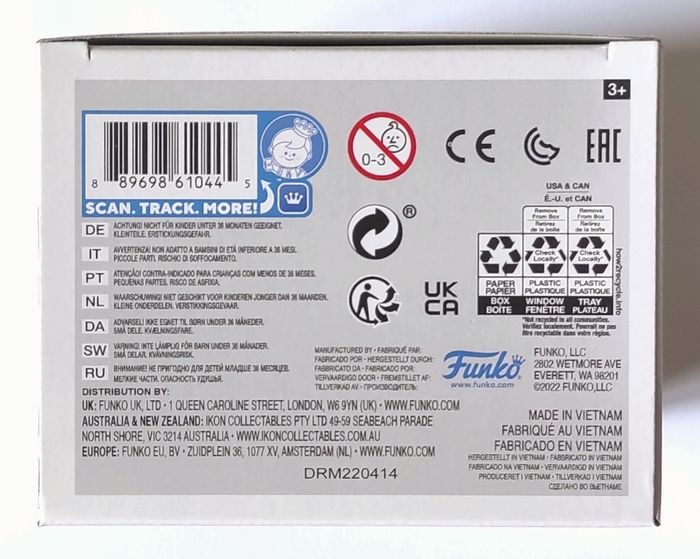 3+
8 89698 61044 5
SCAN. TRACK. MORE!
0-3
CE
EAC
®
UK
CA
USA & CAN
É.-U. et CAN
Remove From Box
Retirez de la boîte
Remove From Box
Retirez de la boîte
Check Locally*
Check Locally*
PAPER PAPIER
PLASTIC PLASTIQUE
PLASTIC PLASTIQUE
BOX BOÎTE
WINDOW FENÊTRE
TRAY PLATEAU
*Not recycled in all communities.
Vérifiez localement. Pourrait ne pas
être recyclable dans votre région.
how2recycle.info
DE ACHTUNG! NICHT FÜR KINDER UNTER 36 MONATEN GEEIGNET.
KLEINTEILE. ERSTICKUNGSGEFAHR.
IT AVVERTENZA! NON ADATTO A BAMBINI DI ETÀ INFERIORE A 36 MESI.
PICCOLE PARTI. RISCHIO DI SOFFOCAMENTO.
PT ATENÇÃO! CONTRA-INDICADO PARA CRIANÇAS COM MENOS DE 36 MESES.
PEQUENAS PARTES. RISCO DE ASFIXIA.
NL WAARSCHUWING! NIET GESCHIKT VOOR KINDEREN JONGER DAN 36 MAANDEN.
KLEINE ONDERDELEN. VERSTIKKINGSGEVAAR.
DA ADVARSEL! IKKE EGNET TIL BØRN UNDER 36 MÅNEDER.
SMÅ DELE. KVÆLNINGSFARE.
SW VARNING! INTE LÄMPLIG FÖR BARN UNDER 36 MÅNADER.
SMÅ DELAR. KVÄVNINGSRISK.
RU ВНИМАНИЕ! НЕ ПРИГОДНО ДЛЯ ДЕТЕЙ МЛАДШЕ 36 МЕСЯЦЕВ.
МЕЛКИЕ ЧАСТИ. ОПАСНОСТЬ УДУШЬЯ.
MANUFACTURED BY • FABRIQUÉ PAR:
FABRICADO POR • HERGESTELLT DURCH:
FABRICATO DA • FABRICADO POR:
VERVAARDIGD DOOR • FREMSTILLET AF:
TILLVERKAD AV • ПРОИЗВОДИТЕЛЬ:
Funko
www.funko.com
FUNKO, LLC
2802 WETMORE AVE
EVERETT, WA 98201
©2022 FUNKO,LLC
DISTRIBUTION BY:
UK: FUNKO UK, LTD • 1 QUEEN CAROLINE STREET, LONDON, W6 9YN (UK) • WWW.FUNKO.COM
AUSTRALIA & NEW ZEALAND: IKON COLLECTABLES PTY LTD 49-59 SEABEACH PARADE
NORTH SHORE, VIC 3214 AUSTRALIA • WWW.IKONCOLLECTABLES.COM.AU
EUROPE: FUNKO EU, BV • ZUIDPLEIN 36, 1077 XV, AMSTERDAM (NL) • WWW.FUNKO.COM
DRM220414
MADE IN VIETNAM
FABRIQUÉ AU VIETNAM
FABRICADO EN VIETNAM
HERGESTELLT IN VIETNAM • FABBRICATO IN VIETNAM
FABRICADO NA VIETNAM • VERVAARDIGD IN VIETNAM
PRODUCERET I VIETNAM • TILLVERKAD I VIETNAM
СДЕЛАНО ВО ВЬЕТНАМЕ